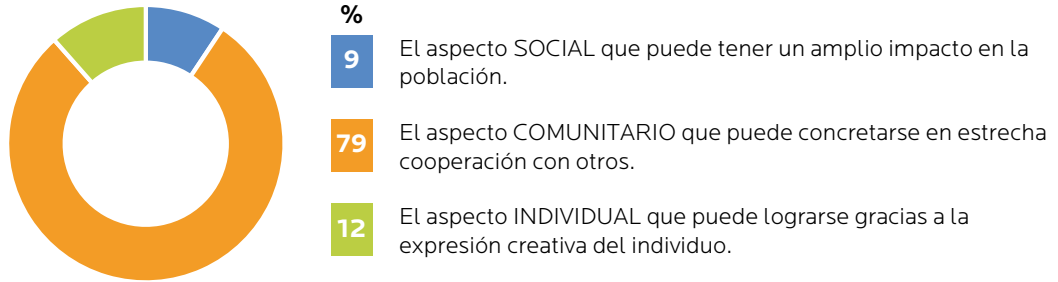 %
9
El aspecto SOCIAL que puede tener un amplio impacto en la
población.
79
El aspecto COMUNITARIO que puede concretarse en estrecha
cooperación con otros.
12
El aspecto INDIVIDUAL que puede lograrse gracias a la
expresión creativa del individuo.